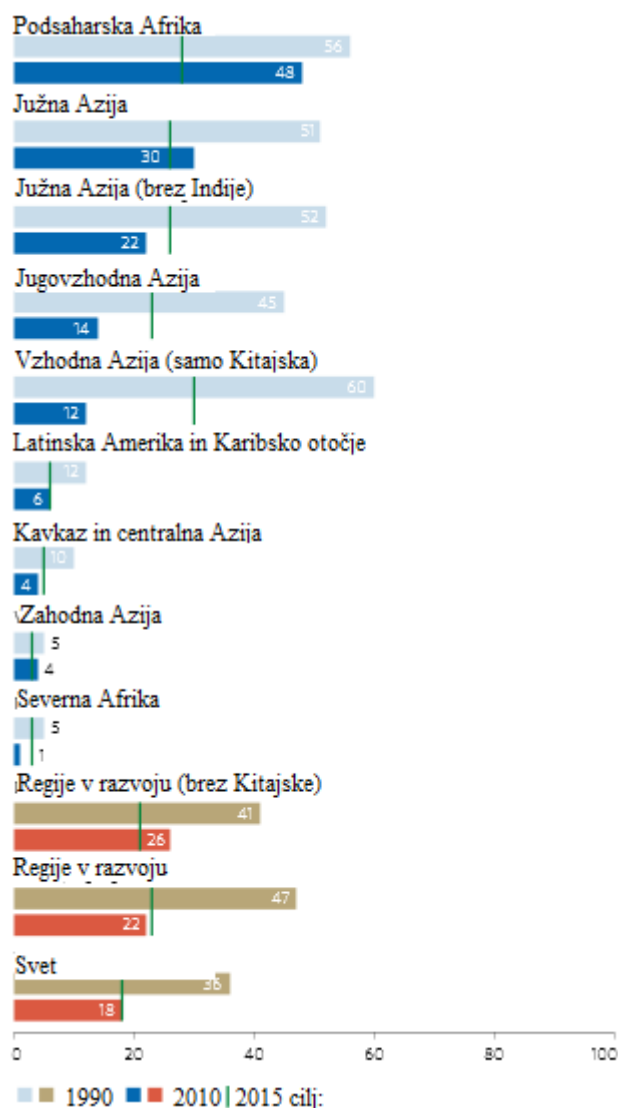 Podsaharska Afrika
56
48
Južna Azija
51
30
Južna Azija (brez Indije)
52
22
Jugovzhodna Azija
45
14
Vzhodna Azija (samo Kitajska)
60
12
Latinska Amerika in Karibsko otočje
12
6
Kavkaz in centralna Azija
10
4
Zahodna Azija
5
4
Severna Afrika
5
1
Regije v razvoju (brez Kitajske)
41
26
Regije v razvoju
47
22
Svet
36
18
0 20 40 60 80 100
1990 2010 2015 cilj: